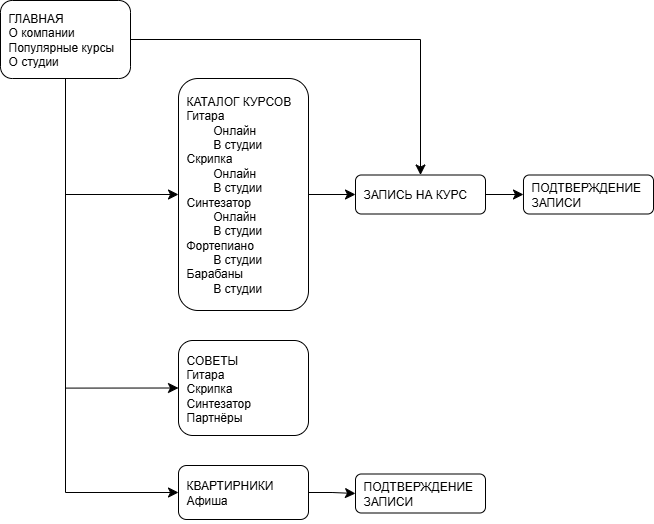 ГЛАВНАЯ
О компании
Популярные курсы
О студии
КАТАЛОГ КУРСОВ
Гитара
Онлайн
В студии
Скрипка
Онлайн
В студии
Синтезатор
Онлайн
В студии
Фортепиано
В студии
Барабаны
В студии
ЗАПИСЬ НА КУРС
ПОДТВЕРЖДЕНИЕ
ЗАПИСИ
СОВЕТЫ
Гитара
Скрипка
Синтезатор
Партнёры
КВАРТИРНИКИ
Афиша
ПОДТВЕРЖДЕНИЕ
ЗАПИСИ